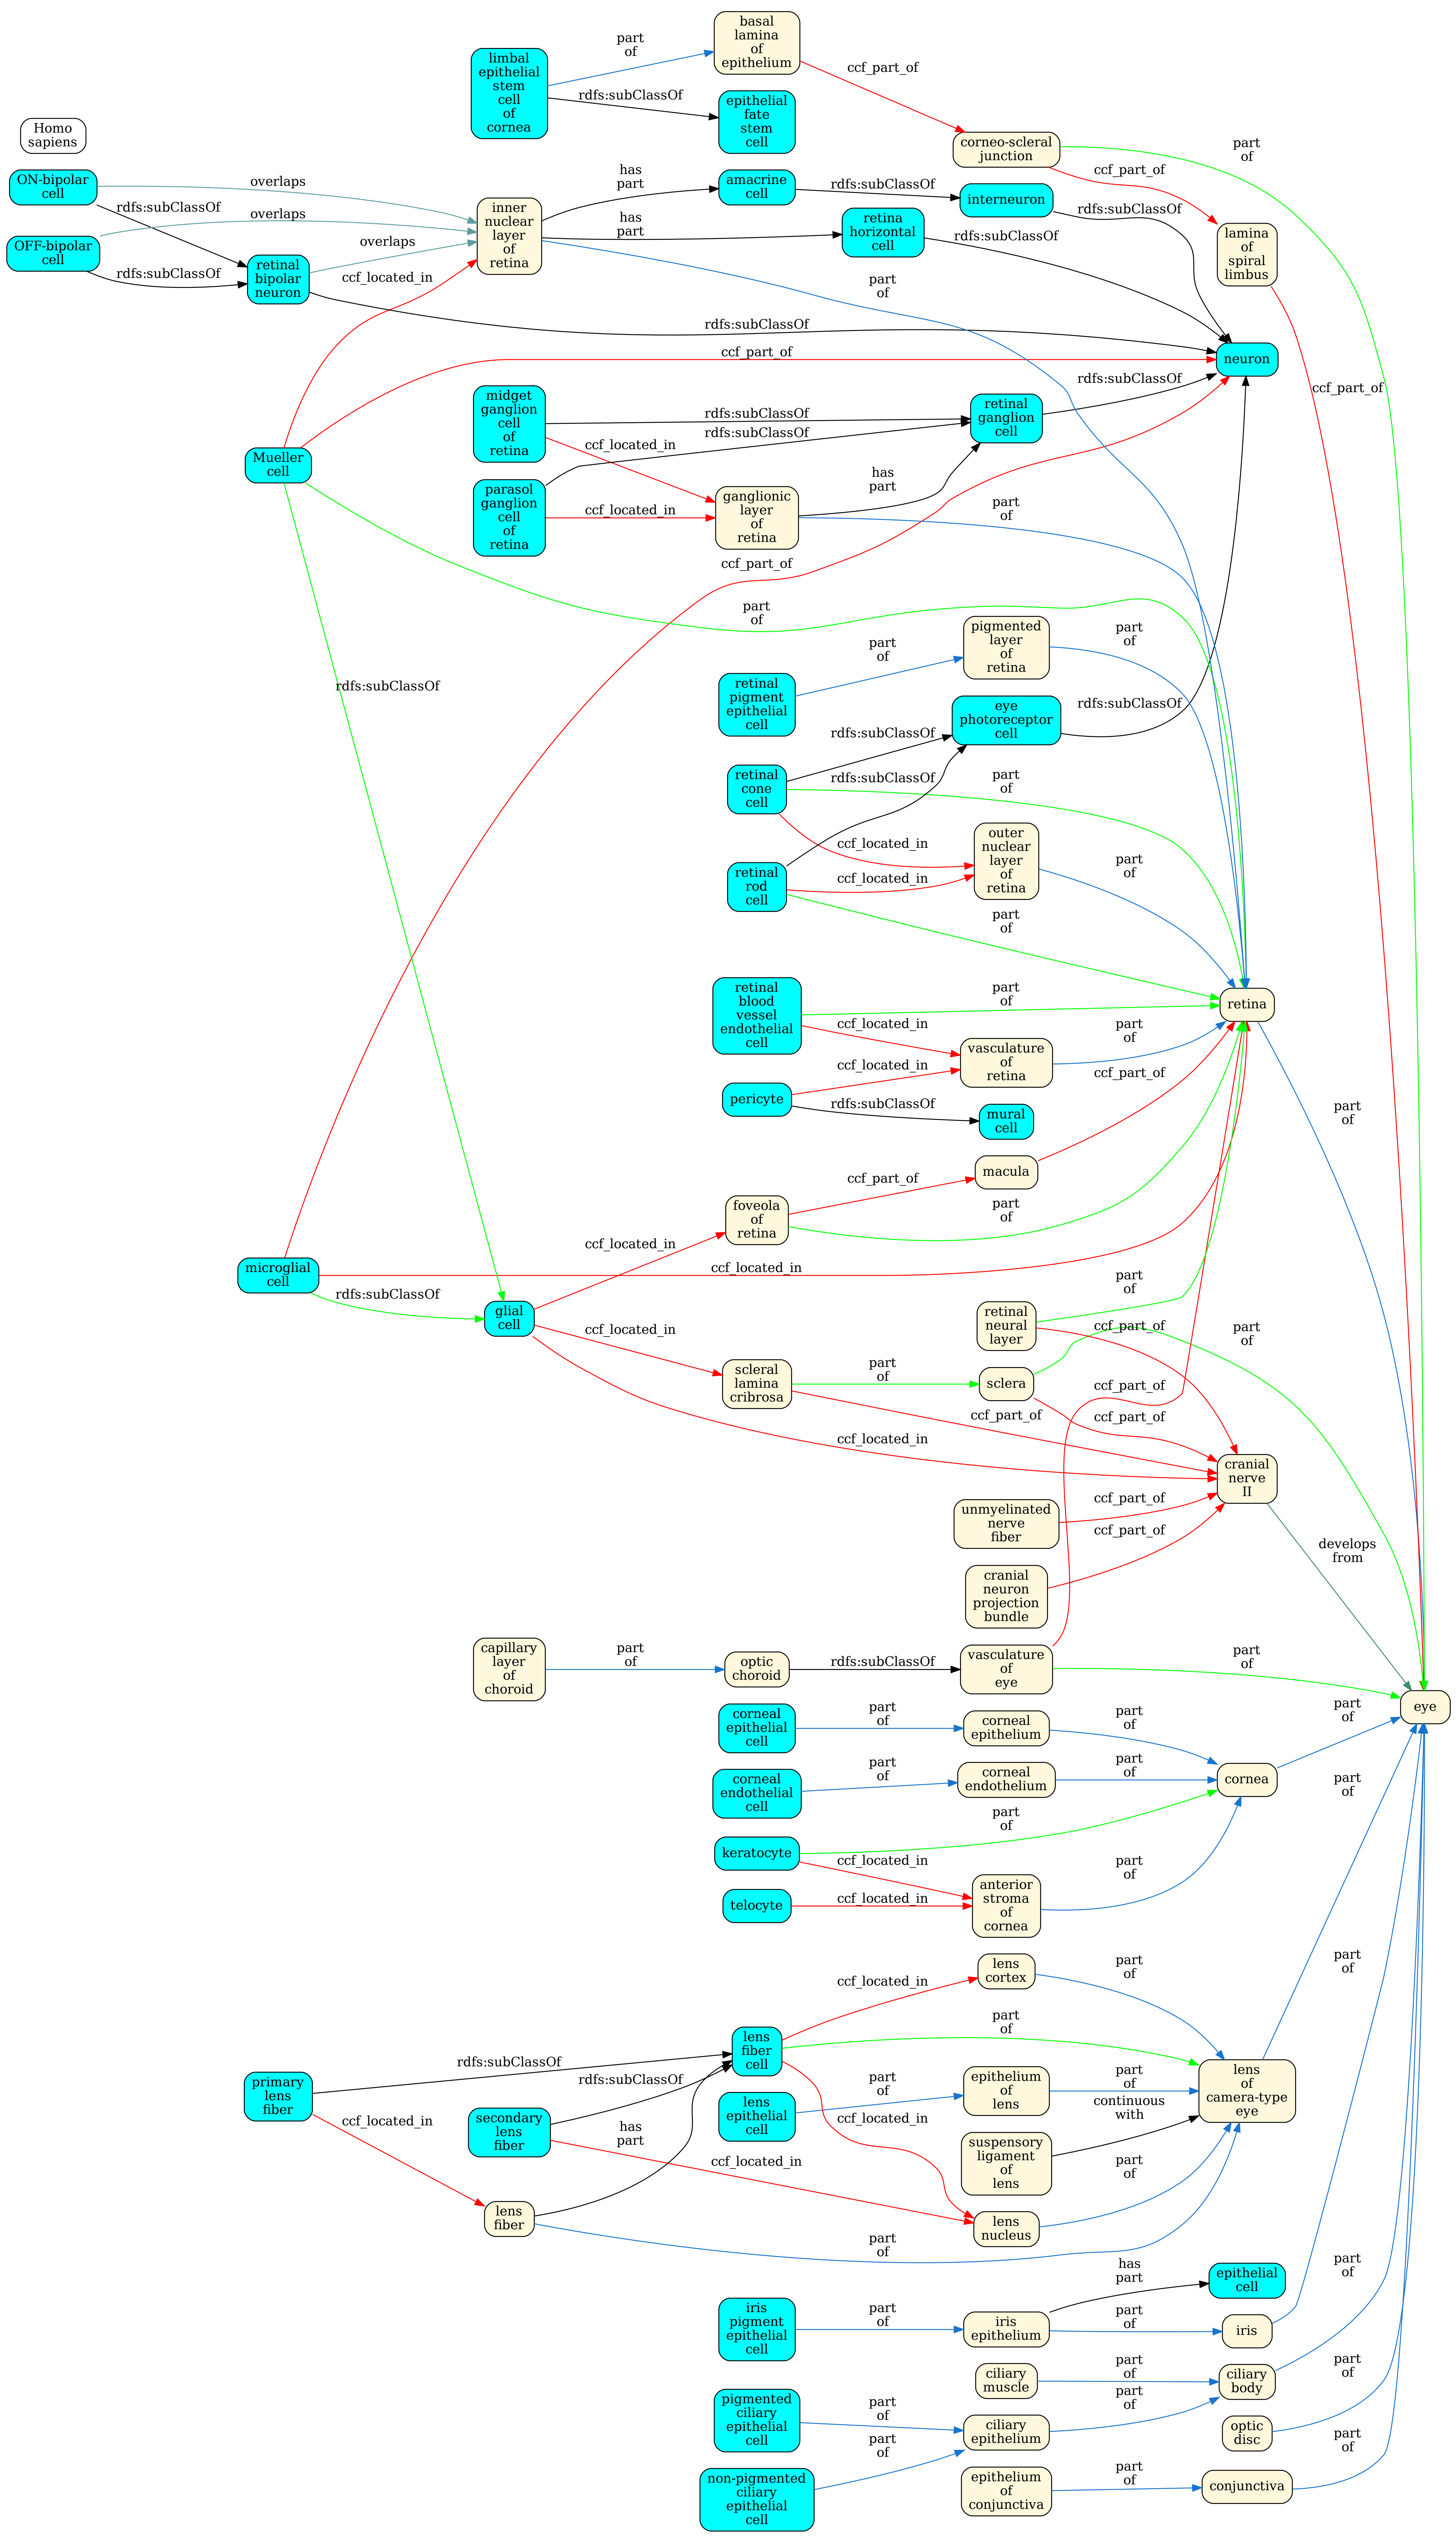 basal
lamina
of
epithelium
part
of
limbal
epithelial
stem
cell
of
cornea
ccf_part_of
rdfs:subClassOf
epithelial
fate
stem
cell
Homo
sapiens
corneo-scleral
junction
part
of
ccf_part_of
ON-bipolar
cell
overlaps
has
part
amacrine
cell
rdfs:subClassOf
interneuron
rdfs:subClassOf
rdfs:subClassOf
overlaps
inner
nuclear
layer
of
retina
has
part
retina
horizontal
cell
rdfs:subClassOf
lamina
of
spiral
limbus
OFF-bipolar
cell
rdfs:subClassOf
overlaps
retinal
bipolar
neuron
ccf_located_in
part
of
rdfs:subClassOf
ccf_part_of
neuron
rdfs:subClassOf
ccf_part_of
midget
ganglion
cell
of
retina
rdfs:subClassOf
rdfs:subClassOf
retinal
ganglion
cell
ccf_located_in
Mueller
cell
parasol
ganglion
cell
of
retina
ccf_located_in
ganglionic
layer
of
retina
has
part
part
of
ccf_part_of
part
of
rdfs:subClassOf
part
of
pigmented
layer
of
retina
part
of
retinal
pigment
epithelial
cell
eye
photoreceptor
cell
rdfs:subClassOf
rdfs:subClassOf
rdfs:subClassOf
retinal
cone
cell
part
of
ccf_located_in
outer
nuclear
layer
of
retina
part
of
retinal
rod
cell
ccf_located_in
part
of
retinal
blood
vessel
endothelial
cell
part
of
retina
ccf_located_in
vasculature
of
retina
part
of
ccf_located_in
pericyte
rdfs:subClassOf
mural
cell
ccf_part_of
part
of
macula
ccf_part_of
foveola
of
retina
part
of
ccf_located_in
microglial
cell
ccf_located_in
rdfs:subClassOf
glial
cell
part
of
retinal
neural
layer
ccf_part_of
part
of
ccf_located_in
scleral
lamina
cribrosa
part
of
sclera
ccf_part_of
ccf_part_of
ccf_part_of
ccf_located_in
cranial
nerve
II
unmyelinated
nerve
fiber
ccf_part_of
ccf_part_of
develops
from
cranial
neuron
projection
bundle
capillary
layer
of
choroid
part
of
optic
choroid
rdfs:subClassOf
vasculature
of
eye
part
of
eye
corneal
epithelial
cell
part
of
corneal
epithelium
part
of
part
of
corneal
endothelial
cell
part
of
corneal
endothelium
part
of
cornea
part
of
keratocyte
part
of
ccf_located_in
telocyte
ccf_located_in
anterior
stroma
of
cornea
part
of
lens
cortex
part
of
part
of
ccf_located_in
lens
fiber
cell
part
of
primary
lens
fiber
rdfs:subClassOf
rdfs:subClassOf
lens
epithelial
cell
part
of
epithelium
of
lens
part
of
lens
of
camera-type
eye
ccf_located_in
secondary
lens
fiber
has
part
ccf_located_in
ccf_located_in
continuous
with
suspensory
ligament
of
lens
part
of
lens
fiber
part
of
lens
nucleus
has
part
epithelial
cell
part
of
iris
pigment
epithelial
cell
part
of
iris
epithelium
part
of
iris
ciliary
muscle
part
of
ciliary
body
part
of
pigmented
ciliary
epithelial
cell
part
of
ciliary
epithelium
part
of
optic
disc
part
of
non-pigmented
ciliary
epithelial
cell
part
of
epithelium
of
conjunctiva
part
of
conjunctiva